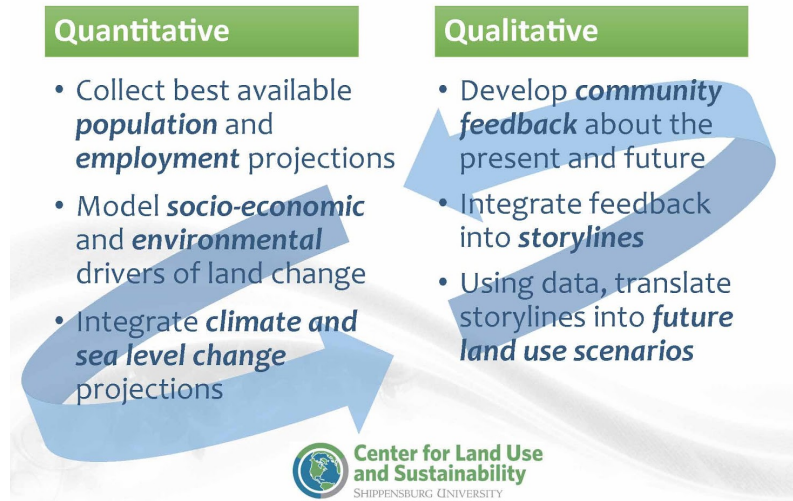 Quantitative
• Collect best available
population and
employment projections
• Model socio-economic
and environmental
drivers of land change
• Integrate climate and
sea level change
projections
Qualitative
• Develop community
feedback about the
present and future
• Integrate feedback
into storylines
• Using data, translate
storylines into future
land use scenarios
Center for Land Use
and Sustainability
SHIPPENSBURG UNIVERSITY